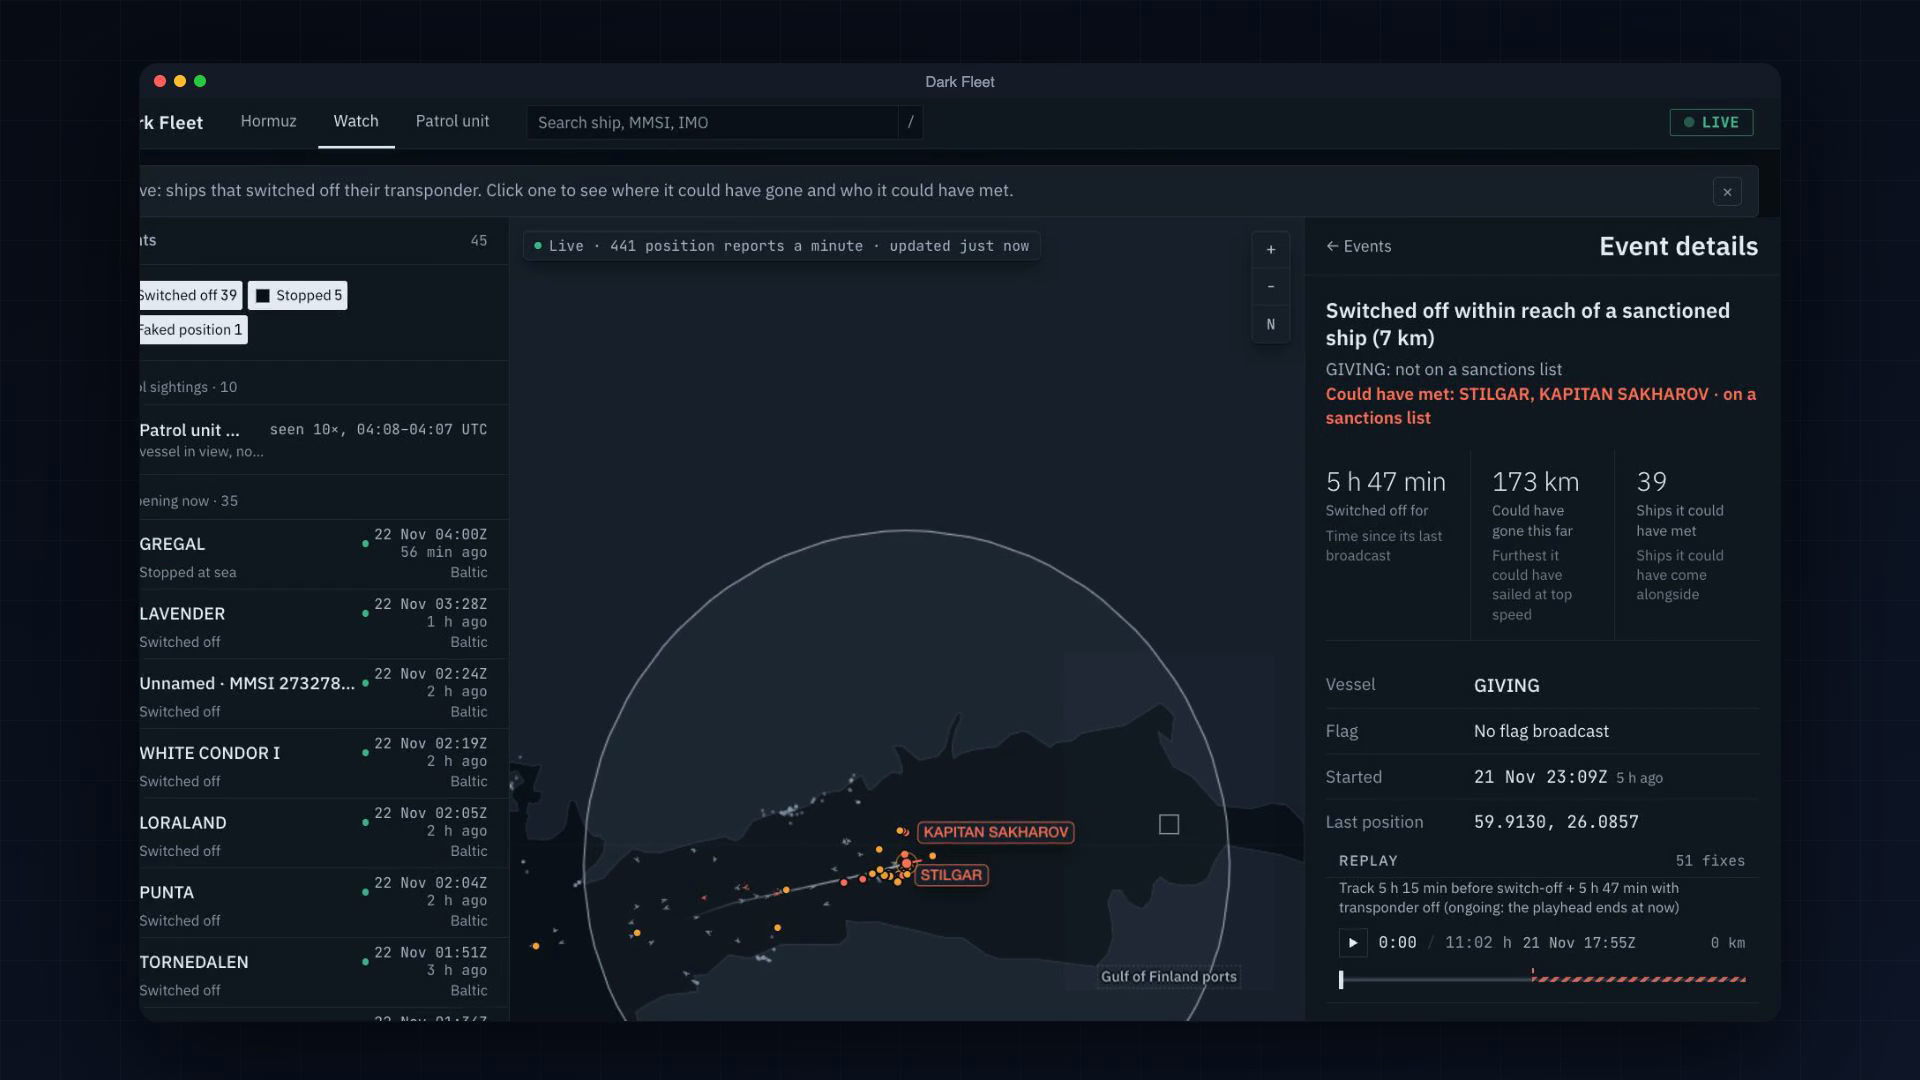 Dark Fleet
rk Fleet
Hormuz
Watch
Patrol unit
Search ship, MMSI, IMO
/
LIVE
ve: ships that switched off their transponder. Click one to see where it could have gone and who it could have met.
×
nts
45
Switched off 39
Stopped 5
Faked position 1
ol sightings · 10
Patrol unit ...
seen 10×, 04:08–04:07 UTC
vessel in view, no...
pening now · 35
GREGAL
22 Nov 04:00Z
56 min ago
Stopped at sea
Baltic
LAVENDER
22 Nov 03:28Z
1 h ago
Switched off
Baltic
Unnamed · MMSI 273278...
22 Nov 02:24Z
2 h ago
Switched off
Baltic
WHITE CONDOR I
22 Nov 02:19Z
2 h ago
Switched off
Baltic
LORALAND
22 Nov 02:05Z
2 h ago
Switched off
Baltic
PUNTA
22 Nov 02:04Z
2 h ago
Switched off
Baltic
TORNEDALEN
22 Nov 01:51Z
3 h ago
Switched off
Baltic
Live · 441 position reports a minute · updated just now
+
-
N
KAPITAN SAKHAROV
STILGAR
Gulf of Finland ports
← Events
Event details
Switched off within reach of a sanctioned
ship (7 km)
GIVING: not on a sanctions list
Could have met: STILGAR, KAPITAN SAKHAROV · on a
sanctions list
5 h 47 min
Switched off for
Time since its last
broadcast
173 km
Could have
gone this far
Furthest it
could have
sailed at top
speed
39
Ships it could
have met
Ships it could
have come
alongside
Vessel
GIVING
Flag
No flag broadcast
Started
21 Nov 23:09Z 5 h ago
Last position
59.9130, 26.0857
REPLAY
51 fixes
Track 5 h 15 min before switch-off + 5 h 47 min with
transponder off (ongoing: the playhead ends at now)
0:00 / 11:02 h 21 Nov 17:55Z
0 km